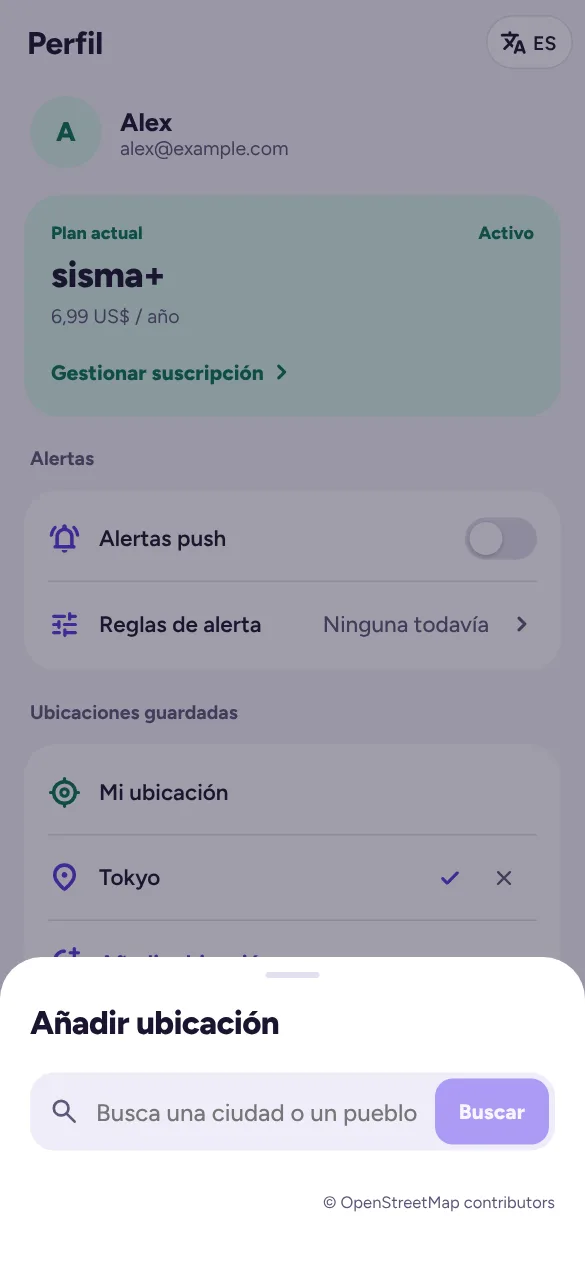 Perfil
ES
A
Alex
alex@example.com
Plan actual
Activo
sisma+
6,99 US$ / año
Gestionar suscripción
Alertas
Alertas push
Reglas de alerta
Ninguna todavía
Ubicaciones guardadas
Mi ubicación
Tokyo
Añadir ubicación
Busca una ciudad o un pueblo
Buscar
© OpenStreetMap contributors